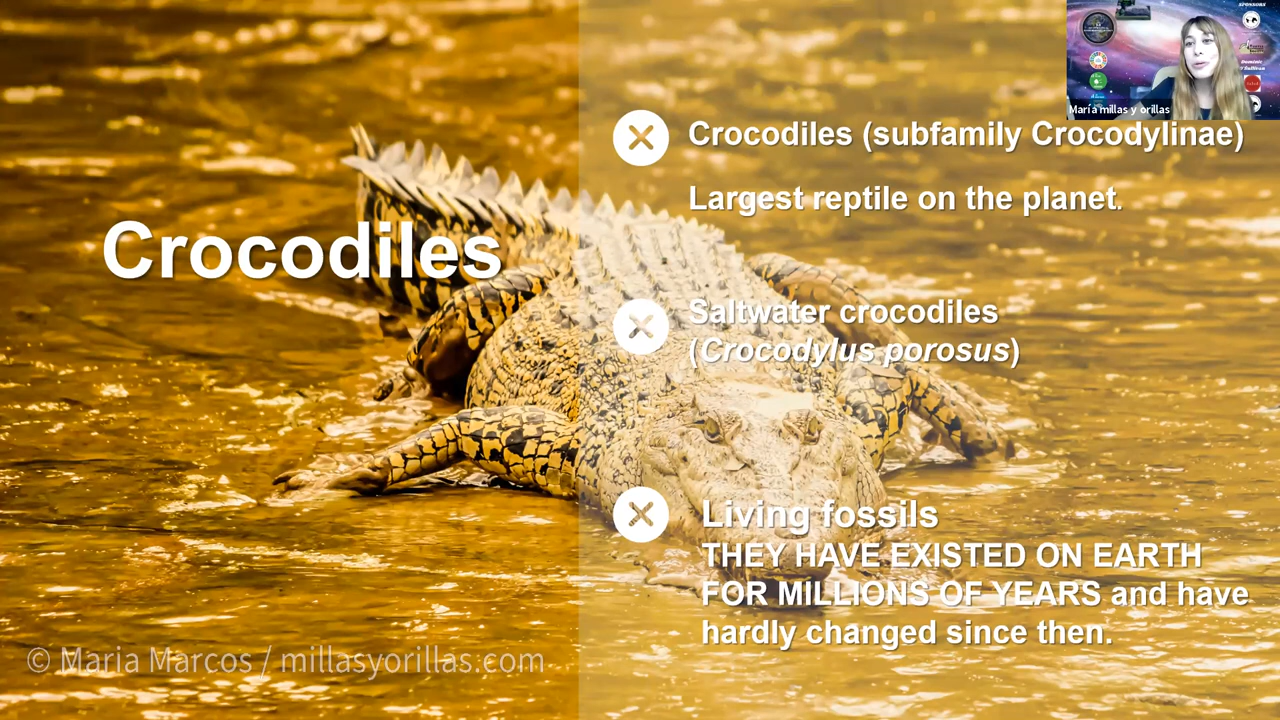 SPONSORS
María millas y orillas
Crocodiles (subfamily Crocodylinae)
Largest reptile on the planet.
Crocodiles
Saltwater crocodiles
(Crocodylus porosus)
Living fossils
THEY HAVE EXISTED ON EARTH
FOR MILLIONS OF YEARS and have
hardly changed since then.
© Maria Marcos / millasyorillas.com